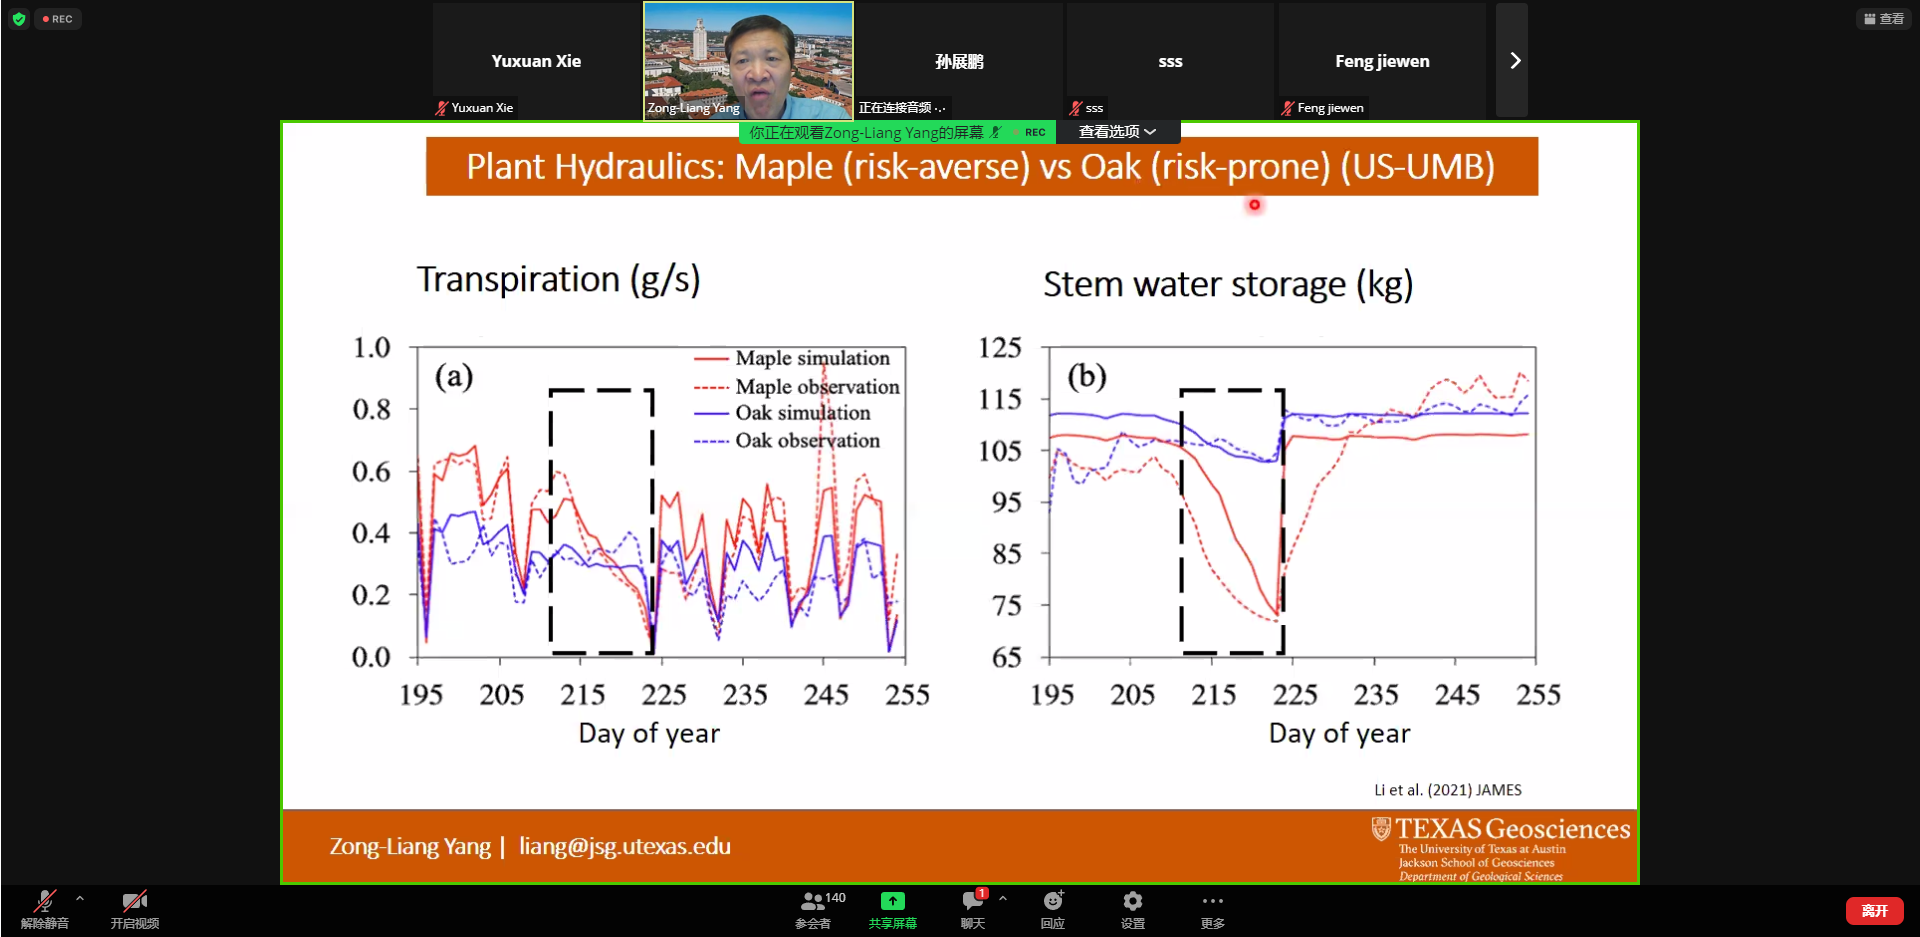 REC
查看
Yuxuan Xie
孙展鹏
sss
Feng jiewen
Yuxuan Xie
Zong-Liang Yang
正在连接音频 ...
sss
Feng jiewen
你正在观看Zong-Liang Yang的屏幕
REC
查看选项
Plant Hydraulics: Maple (risk-averse) vs Oak (risk-prone) (US-UMB)
Transpiration (g/s)
1.0
0.8
0.6
0.4
0.2
0.0
(a)
Maple simulation
Maple observation
Oak simulation
Oak observation
195 205 215 225 235 245 255
Day of year
Stem water storage (kg)
125
115
105
95
85
75
65
(b)
195 205 215 225 235 245 255
Day of year
Li et al. (2021) JAMES
Zong-Liang Yang | liang@jsg.utexas.edu
TEXAS Geosciences
The University of Texas at Austin
Jackson School of Geosciences
Department of Geological Sciences
解除静音
开启视频
140
参会者
共享屏幕
1
聊天
回应
设置
更多
离开